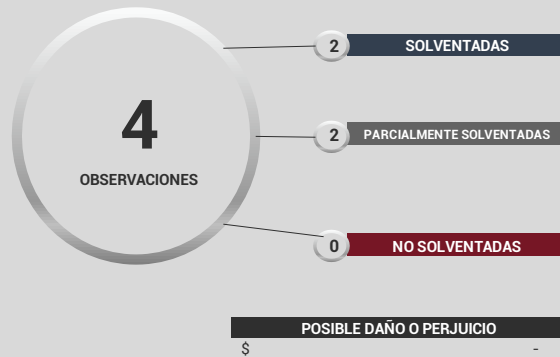 4
OBSERVACIONES
2 SOLVENTADAS
2 PARCIALMENTE SOLVENTADAS
0 NO SOLVENTADAS
POSIBLE DAÑO O PERJUICIO
$ -